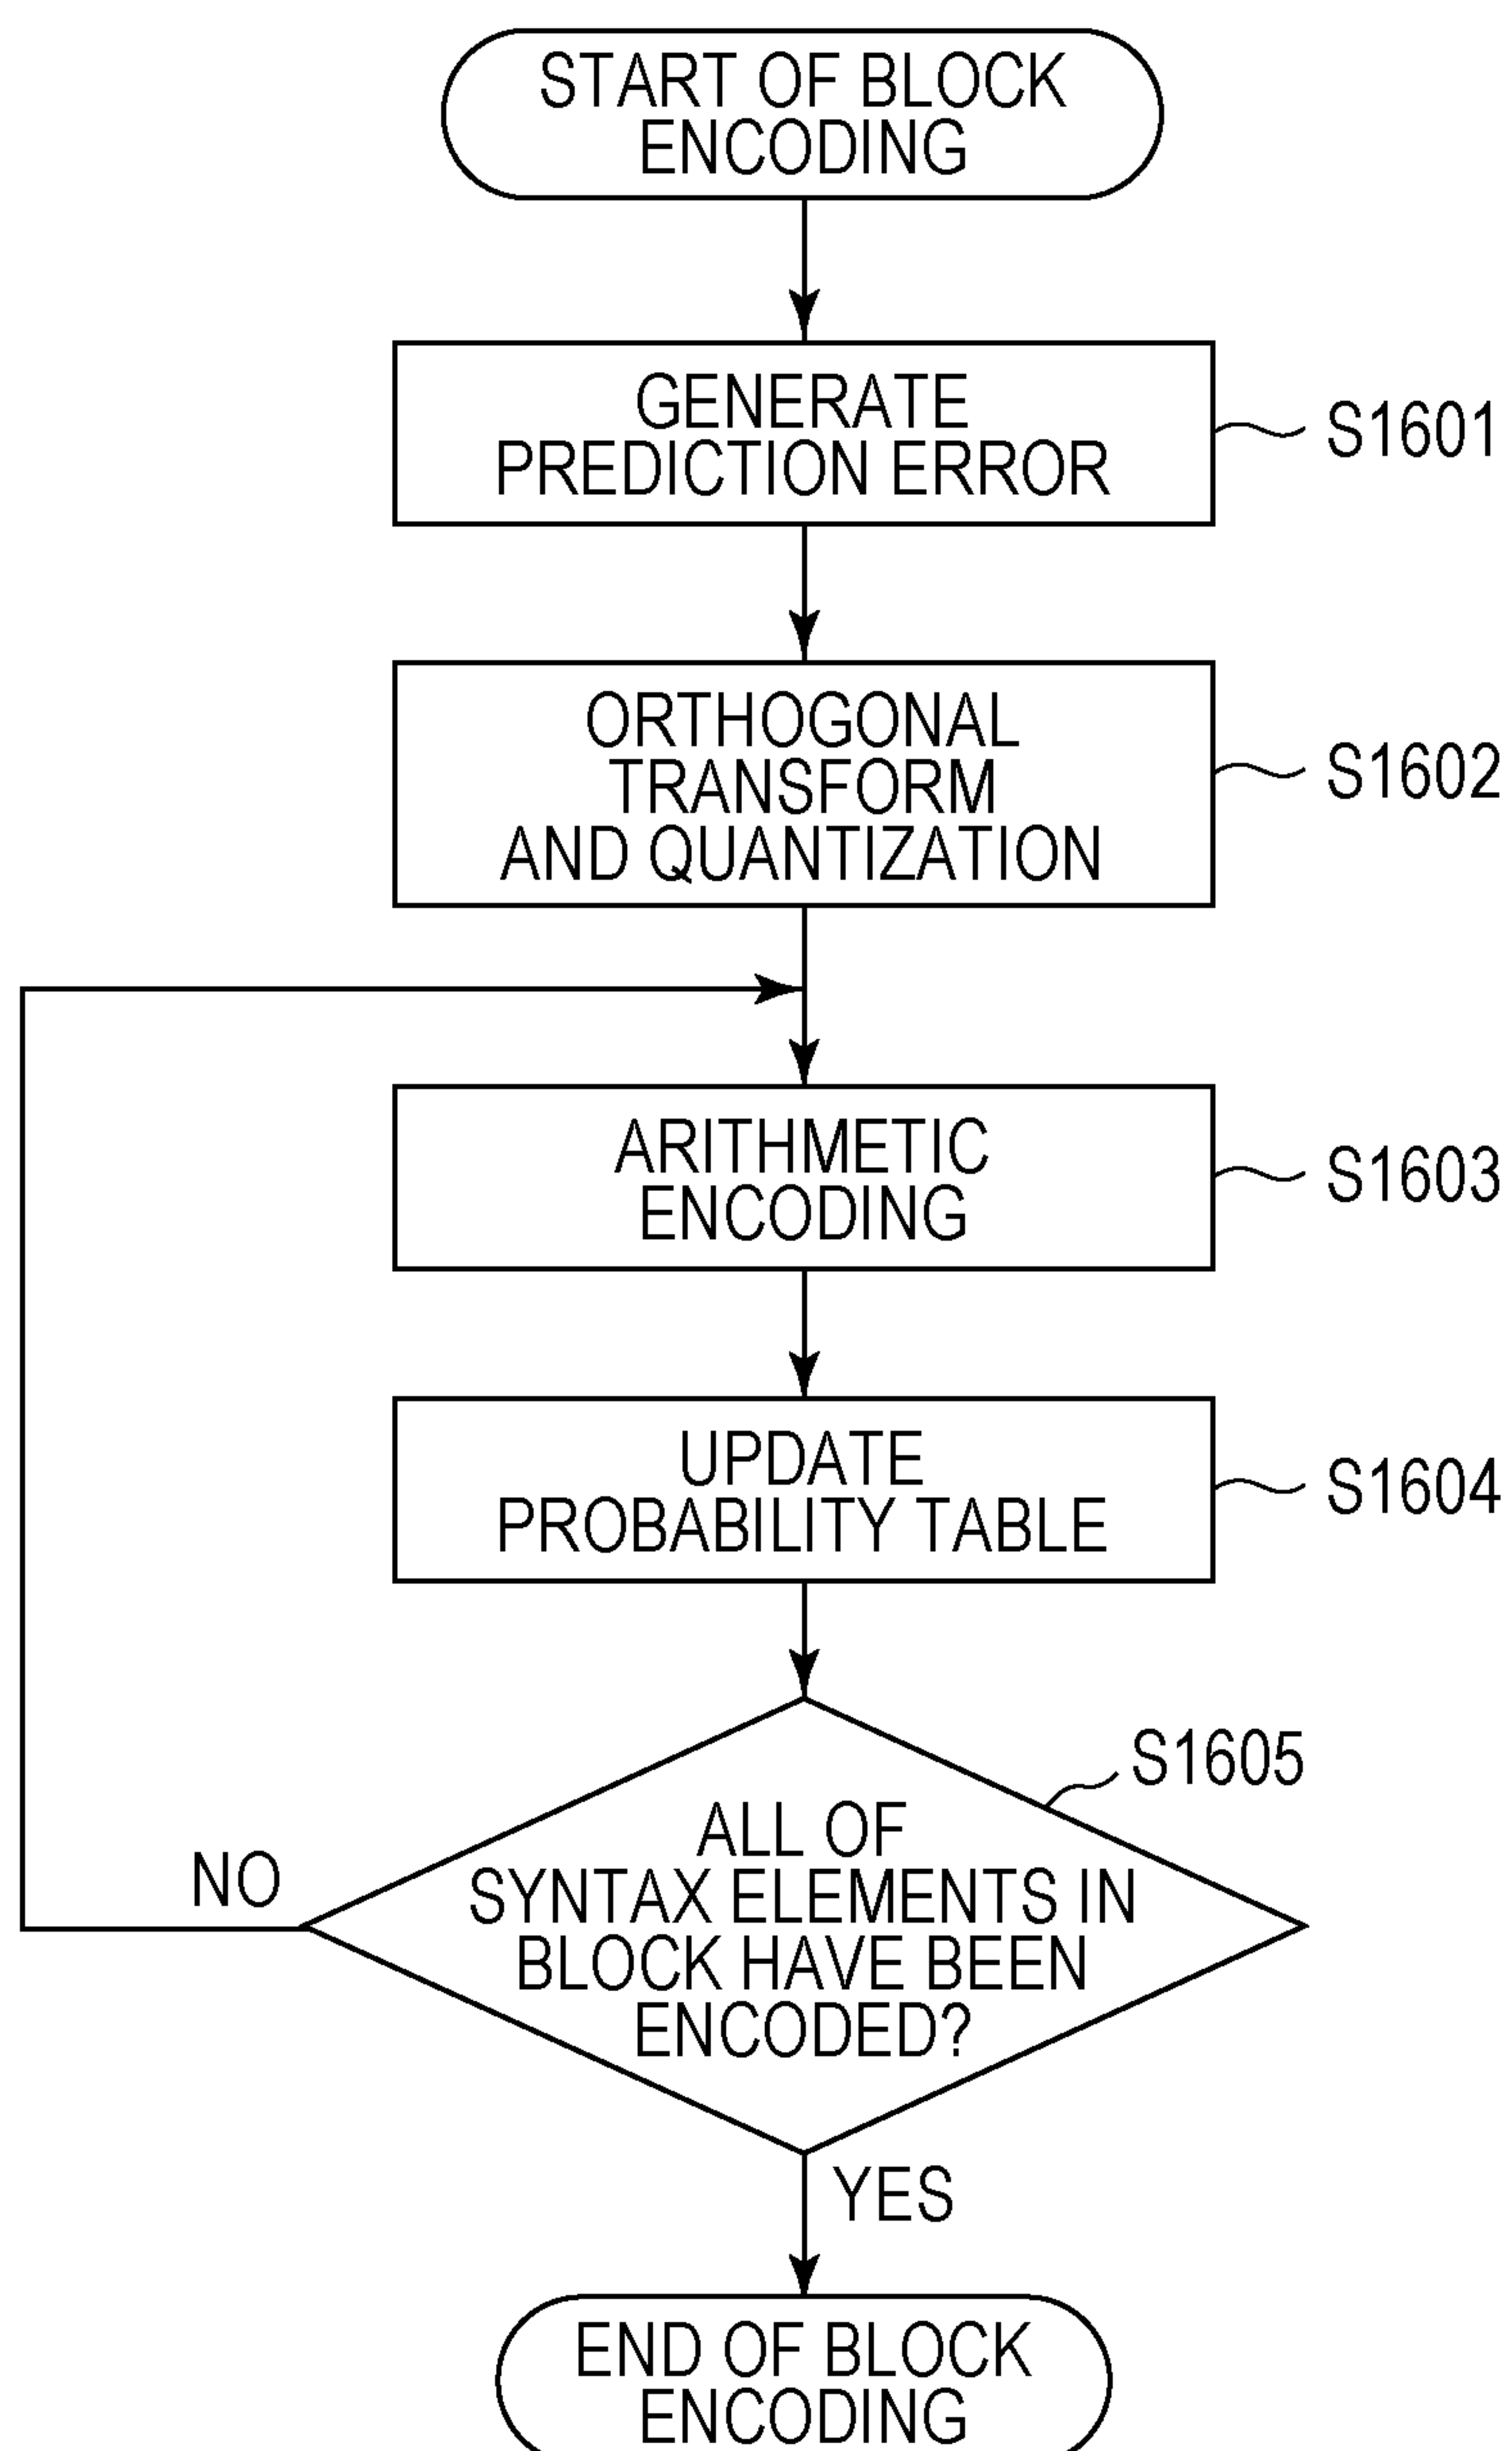 START OF BLOCK
ENCODING
GENERATE
PREDICTION ERROR
S1601
ORTHOGONAL
TRANSFORM
AND QUANTIZATION
S1602
ARITHMETIC
ENCODING
S1603
UPDATE
PROBABILITY TABLE
S1604
S1605
ALL OF
SYNTAX ELEMENTS IN
BLOCK HAVE BEEN
ENCODED?
NO
YES
END OF BLOCK
ENCODING